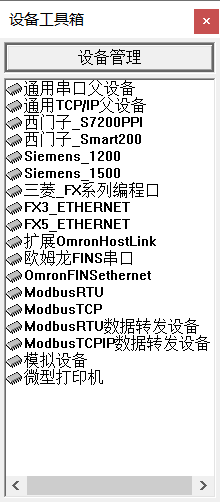 设备工具箱
设备管理
通用串口父设备
通用TCP/IP父设备
西门子_S7200PPI
西门子_Smart200
Siemens_1200
Siemens_1500
三菱_FX系列编程口
FX3_ETHERNET
FX5_ETHERNET
扩展OmronHostLink
欧姆龙FINS串口
OmronFINSethernet
ModbusRTU
ModbusTCP
ModbusRTU数据转发设备
ModbusTCPIP数据转发设备
模拟设备
微型打印机